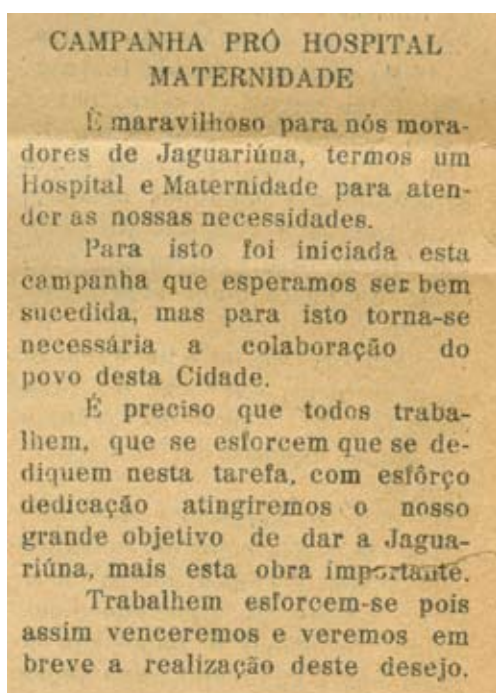 CAMPANHA PRÓ HOSPITAL
MATERNIDADE
É maravilhoso para nós mora-
dores de Jaguariúna, termos um
Hospital e Maternidade para aten-
der as nossas necessidades.
Para isto foi iniciada esta
campanha que esperamos ser bem
sucedida, mas para isto torna-se
necessária a colaboração do
povo desta Cidade.
É preciso que todos traba-
lhem, que se esforcem que se de-
diquem nesta tarefa, com esfôrço
dedicação atingiremos o nosso
grande objetivo de dar a Jagua-
riúna, mais esta obra importante.
Trabalhem esforcem-se pois
assim venceremos e veremos em
breve a realização deste desejo.